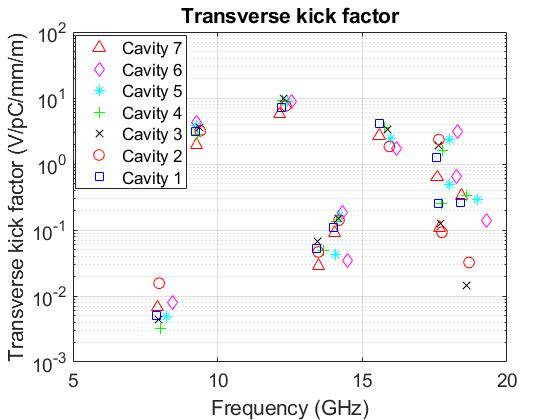 Transverse kick factor
Transverse kick factor (V/pC/mm/m)
10^2
10^1
10^0
10^-1
10^-2
10^-3
Cavity 7
Cavity 6
Cavity 5
Cavity 4
Cavity 3
Cavity 2
Cavity 1
5
10
15
20
Frequency (GHz)